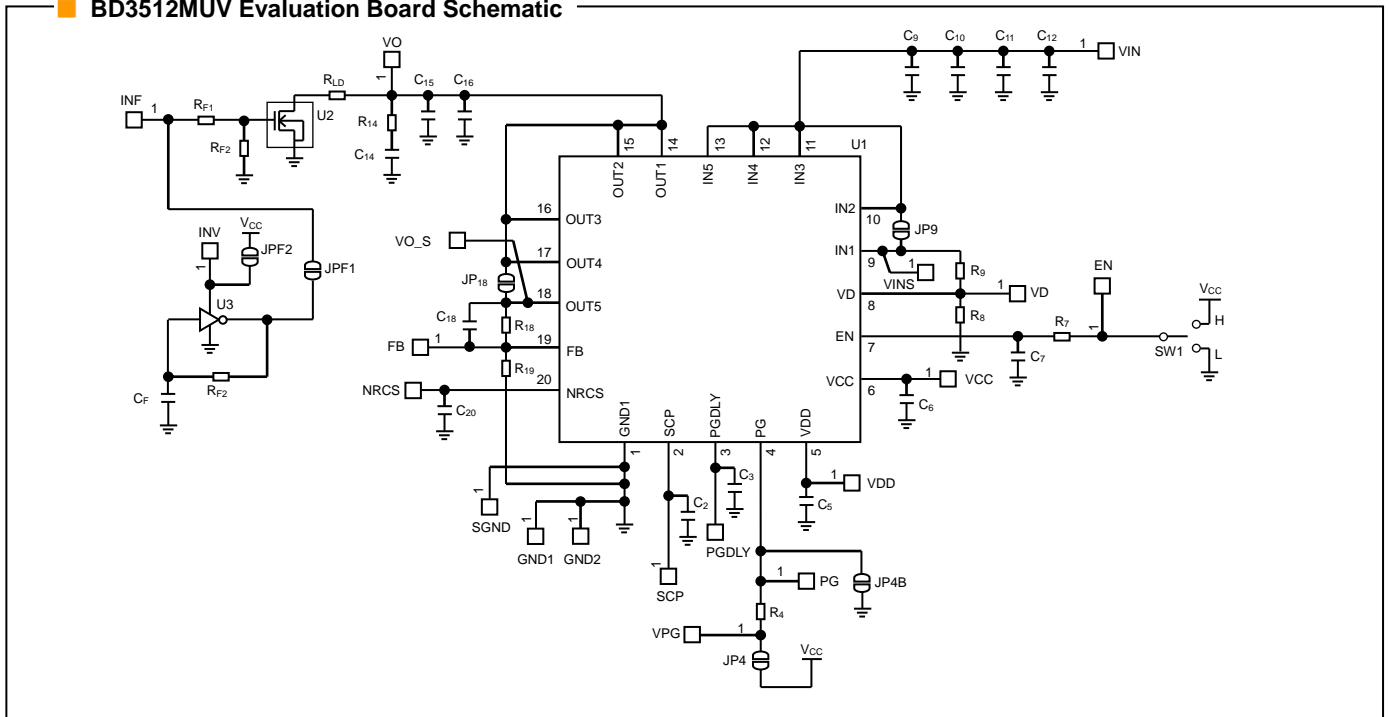 BD3512MUV Evaluation Board Schematic
VO
C9
C10
C11
C12
1
VIN
RLD
1
C15
C16
INF
1
RF1
U2
RF2
R14
C14
15
14
13
12
11
U1
OUT2
OUT1
IN5
IN4
IN3
16
OUT3
IN2
10
JP9
VO_S
17
OUT4
IN1
9
R9
INV
VCC
JPF2
JPF1
1
1
VINS
EN
JP18
18
OUT5
VD
8
1
VD
VCC
U3
C18
R18
R8
H
FB
1
19
FB
EN
7
R7
1
SW1
L
R19
C7
RF2
CF
NRCS
20
NRCS
VCC
6
1
VCC
C20
C6
GND1
SCP
PGDLY
PG
VDD
1
2
3
4
5
C3
1
VDD
1
C2
C5
SGND
1
1
GND1
GND2
PGDLY
1
SCP
1
PG
JP4B
R4
VPG
1
JP4
VCC